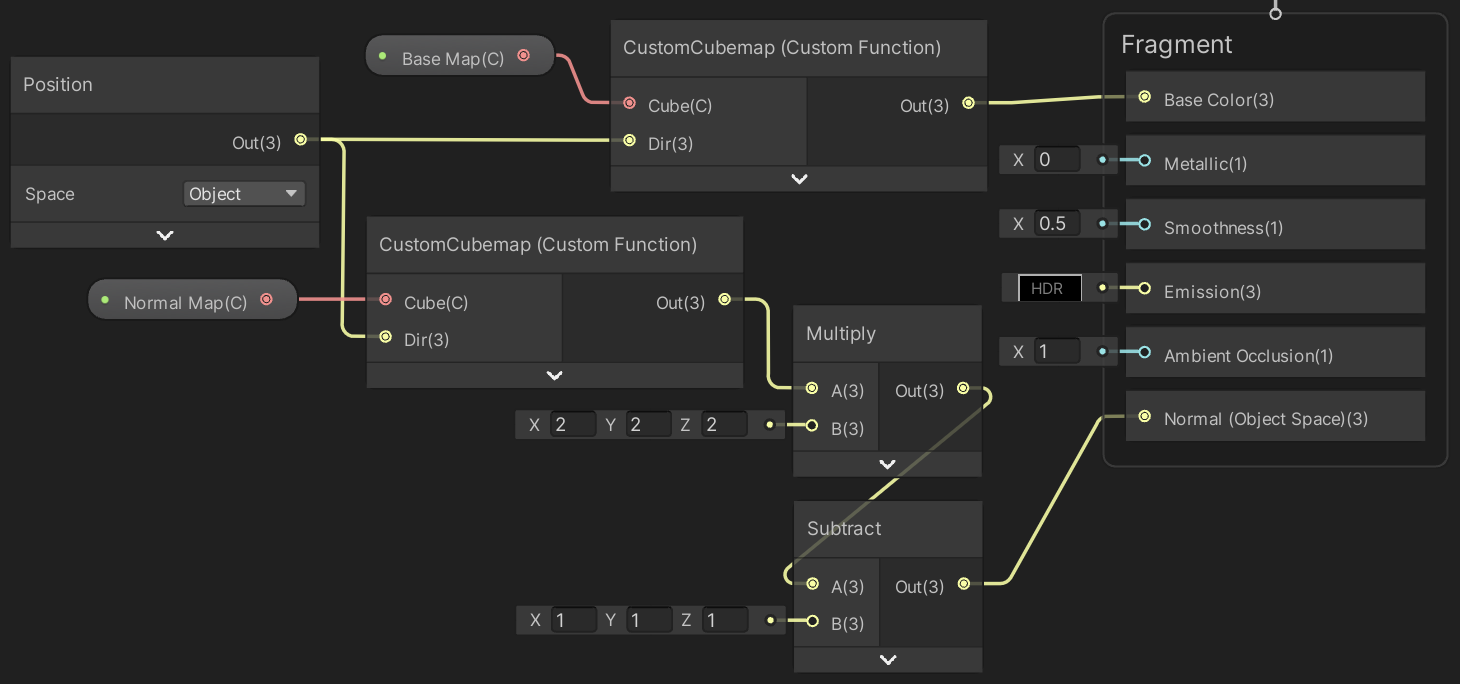 Position
Out(3)
Space
Object
Base Map(C)
CustomCubemap (Custom Function)
Cube(C)
Out(3)
Dir(3)
Normal Map(C)
CustomCubemap (Custom Function)
Cube(C)
Out(3)
Dir(3)
Multiply
A(3)
Out(3)
X 2 Y 2 Z 2
B(3)
Subtract
A(3)
Out(3)
X 1 Y 1 Z 1
B(3)
Fragment
Base Color(3)
X 0
Metallic(1)
X 0.5
Smoothness(1)
HDR
Emission(3)
X 1
Ambient Occlusion(1)
Normal (Object Space)(3)